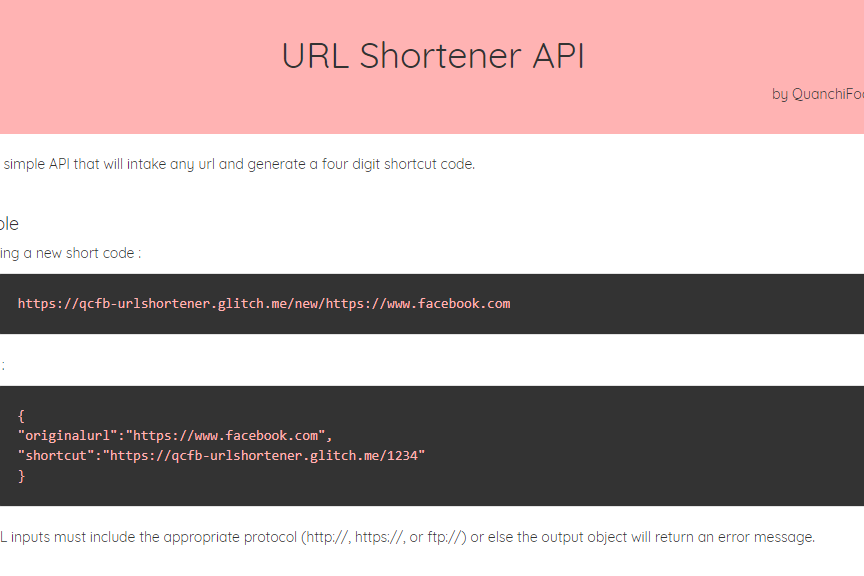 URL Shortener API
by QuanchiFoo
simple API that will intake any url and generate a four digit shortcut code.
ple
ing a new short code :
https://qcfb-urlshortener.glitch.me/new/https://www.facebook.com
:
{
"originalurl":"https://www.facebook.com",
"shortcut":"https://qcfb-urlshortener.glitch.me/1234"
}
L inputs must include the appropriate protocol (http://, https://, or ftp://) or else the output object will return an error message.